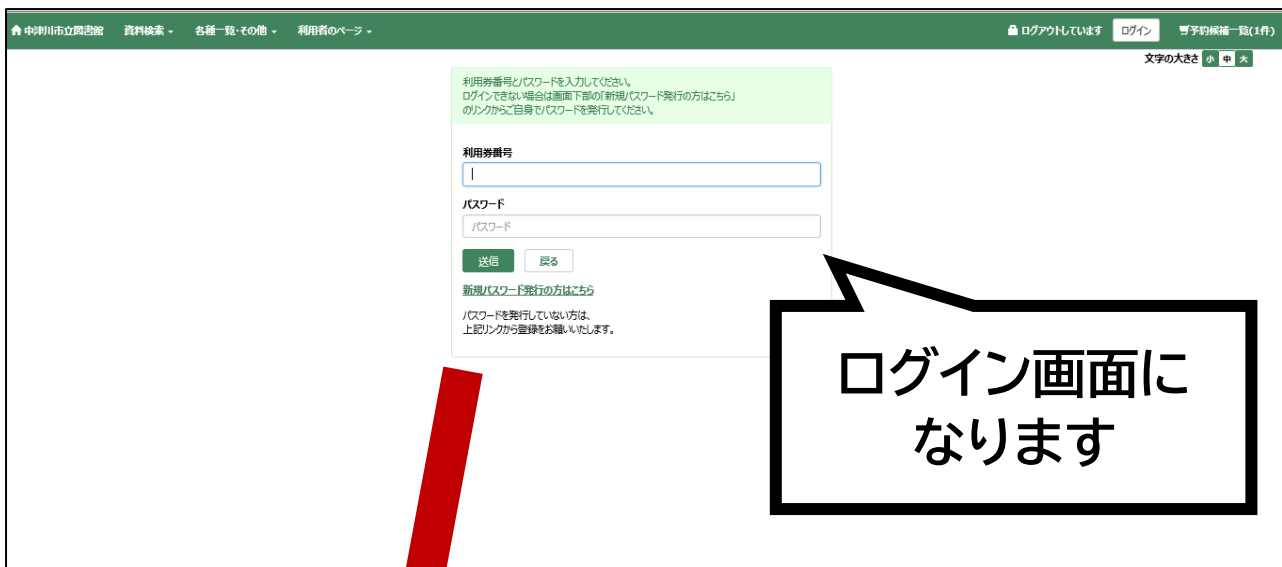 中津川市立図書館 資料検索 各種一覧・その他 利用者のページ ログアウトしています ログイン 予約候補一覧(1件)
文字の大きさ 小 中 大
利用券番号とパスワードを入力してください。
ログインできない場合は画面下部の「新規パスワード発行の方はこちら」
のリンクからご自身でパスワードを発行してください。
利用券番号
パスワード
パスワード
送信 戻る
新規パスワード発行の方はこちら
パスワードを発行していない方は、
上記リンクから登録をお願いいたします。
ログイン画面に
なります